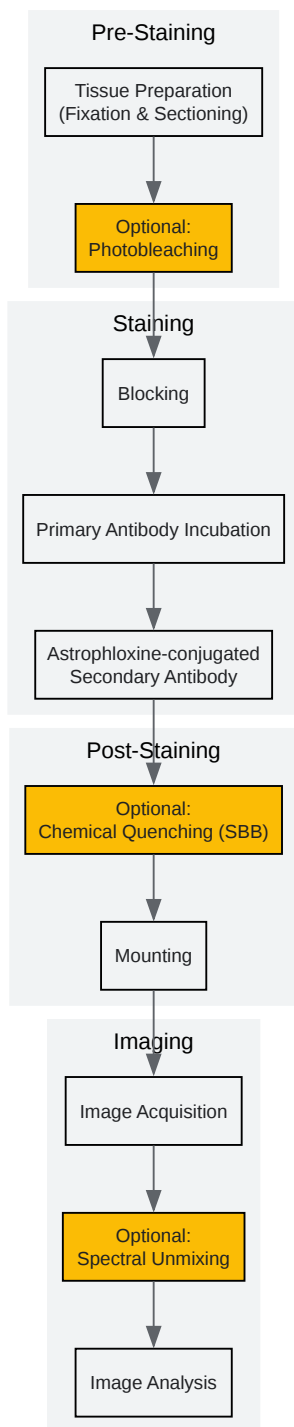 Pre-Staining
Tissue Preparation
(Fixation & Sectioning)
Optional:
Photobleaching
Staining
Blocking
Primary Antibody Incubation
Astrophloxine-conjugated
Secondary Antibody
Post-Staining
Optional:
Chemical Quenching (SBB)
Mounting
Imaging
Image Acquisition
Optional:
Spectral Unmixing
Image Analysis